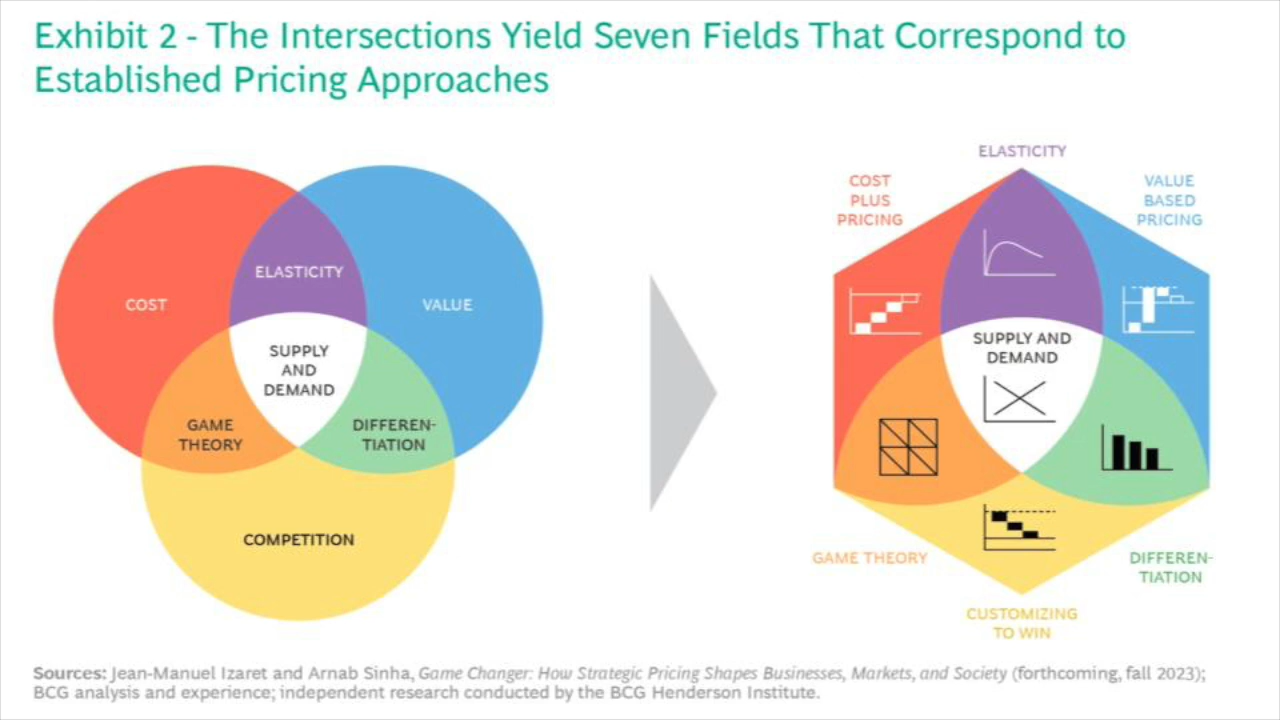 Exhibit 2 - The Intersections Yield Seven Fields That Correspond to
Established Pricing Approaches
COST
ELASTICITY
VALUE
SUPPLY
AND
DEMAND
GAME
THEORY
DIFFEREN-
TIATION
COMPETITION
ELASTICITY
COST
PLUS
PRICING
VALUE
BASED
PRICING
SUPPLY AND
DEMAND
GAME THEORY
DIFFEREN-
TIATION
CUSTOMIZING
TO WIN
Sources: Jean-Manuel Izaret and Arnab Sinha, Game Changer: How Strategic Pricing Shapes Businesses, Markets, and Society (forthcoming, fall 2023);
BCG analysis and experience; independent research conducted by the BCG Henderson Institute.